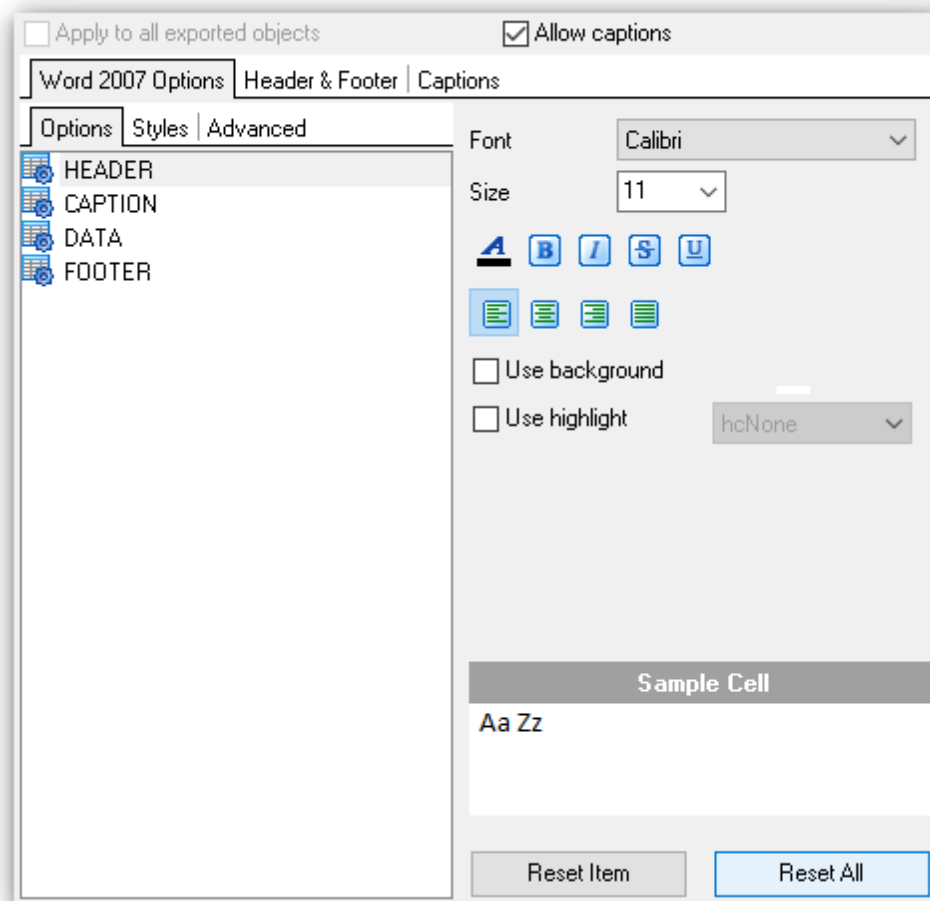 Apply to all exported objects
Allow captions
Word 2007 Options
Header & Footer
Captions
Options
Styles
Advanced
HEADER
CAPTION
DATA
FOOTER
Font
Calibri
Size
11
A
B
I
S
U
Use background
Use highlight
hcNone
Sample Cell
Aa Zz
Reset Item
Reset All